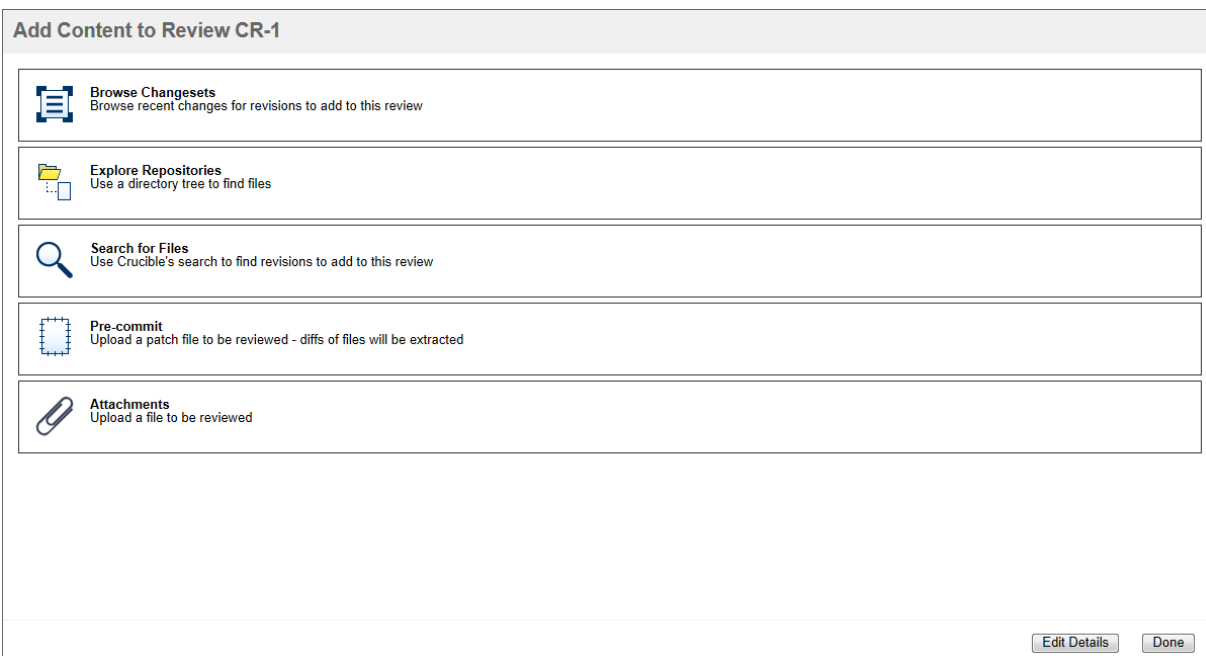 Add Content to Review CR-1
Browse Changesets
Browse recent changes for revisions to add to this review
Explore Repositories
Use a directory tree to find files
Search for Files
Use Crucible's search to find revisions to add to this review
Pre-commit
Upload a patch file to be reviewed - diffs of files will be extracted
Attachments
Upload a file to be reviewed
Edit Details Done